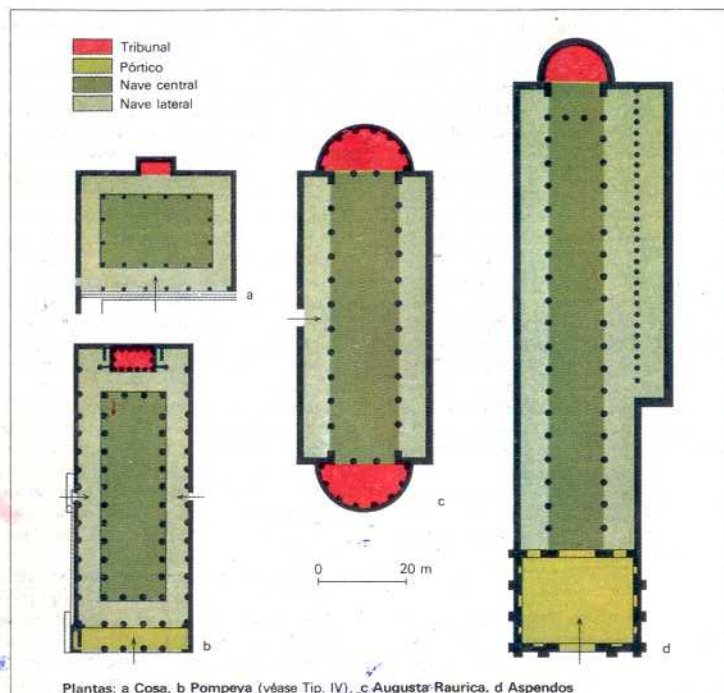 Tribunal
Pórtico
Nave central
Nave lateral
a
b
c
0 20 m
d
Plantas: a Cosa, b Pompeya (véase Tip. IV), c Augusta Raurica, d Aspendos